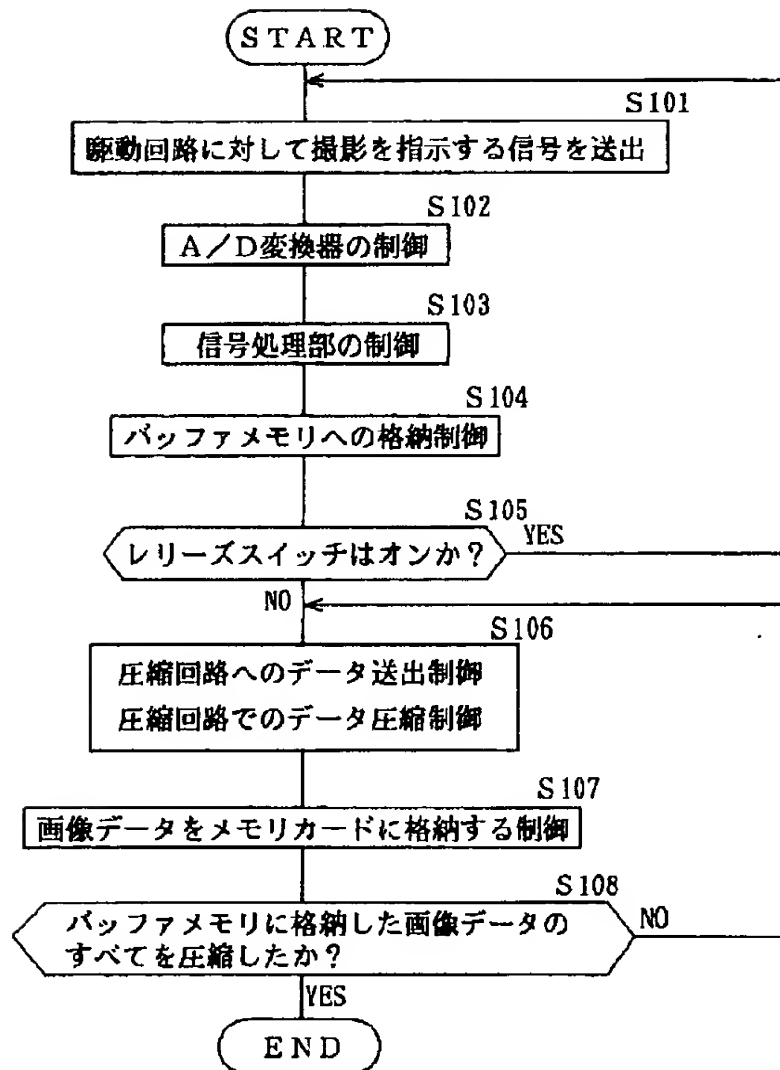 START
S101
駆動回路に対して撮影を指示する信号を送出
S102
A/D変換器の制御
S103
信号処理部の制御
S104
バッファメモリへの格納制御
S105
レリーズスイッチはオンか?
YES
NO
S106
圧縮回路へのデータ送出制御
圧縮回路でのデータ圧縮制御
S107
画像データをメモリカードに格納する制御
S108
バッファメモリに格納した画像データの
すべてを圧縮したか?
NO
YES
END